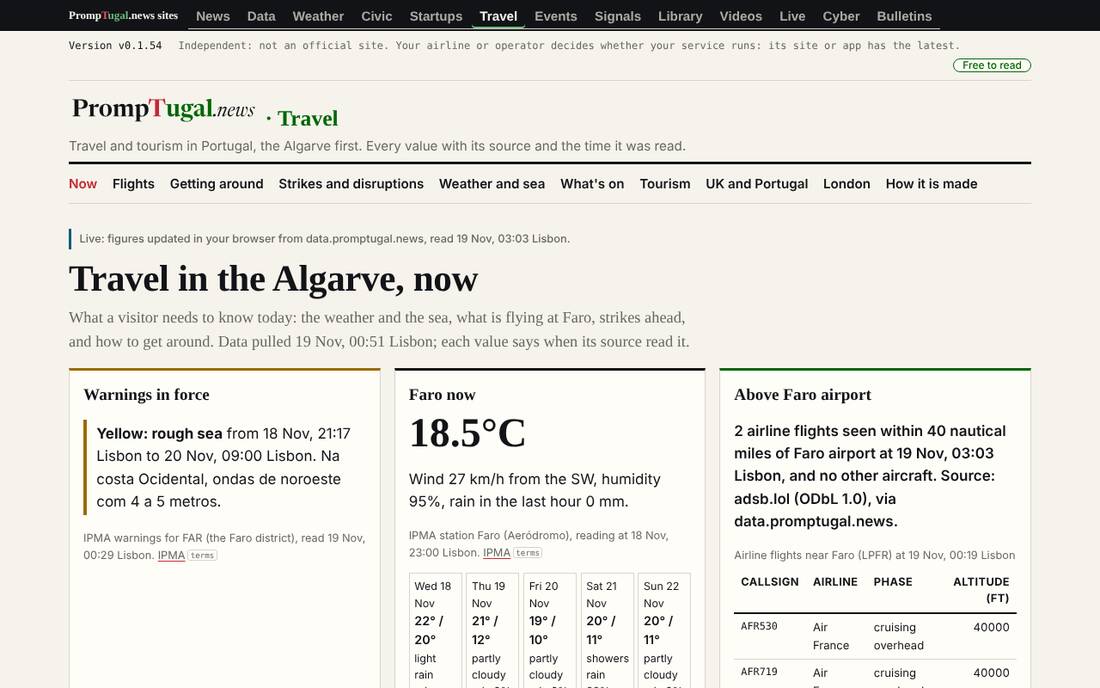 PrompTugal.news sites News Data Weather Civic Startups Travel Events Signals Library Videos Live Cyber Bulletins
Version v0.1.54 Independent: not an official site. Your airline or operator decides whether your service runs: its site or app has the latest.
Free to read
PrompTugal.news · Travel
Travel and tourism in Portugal, the Algarve first. Every value with its source and the time it was read.
Now Flights Getting around Strikes and disruptions Weather and sea What's on Tourism UK and Portugal London How it is made
Live: figures updated in your browser from data.promptugal.news, read 19 Nov, 03:03 Lisbon.
Travel in the Algarve, now
What a visitor needs to know today: the weather and the sea, what is flying at Faro, strikes ahead,
and how to get around. Data pulled 19 Nov, 00:51 Lisbon; each value says when its source read it.
Warnings in force
Yellow: rough sea from 18 Nov, 21:17
Lisbon to 20 Nov, 09:00 Lisbon. Na
costa Ocidental, ondas de noroeste
com 4 a 5 metros.
IPMA warnings for FAR (the Faro district), read 19 Nov,
00:29 Lisbon. IPMA terms
Faro now
18.5°C
Wind 27 km/h from the SW, humidity
95%, rain in the last hour 0 mm.
IPMA station Faro (Aeródromo), reading at 18 Nov,
23:00 Lisbon. IPMA terms
Wed 18 Nov
22° / 20°
light rain
Thu 19 Nov
21° / 12°
partly cloudy
Fri 20 Nov
19° / 10°
partly cloudy
Sat 21 Nov
20° / 11°
showers
Sun 22 Nov
20° / 11°
partly cloudy
Above Faro airport
2 airline flights seen within 40 nautical
miles of Faro airport at 19 Nov, 03:03
Lisbon, and no other aircraft. Source:
adsb.lol (ODbL 1.0), via
data.promptugal.news.
Airline flights near Faro (LPFR) at 19 Nov, 00:19 Lisbon
CALLSIGN AIRLINE PHASE ALTITUDE (FT)
AFR530 Air France cruising overhead 40000
AFR719 Air cruising 40000